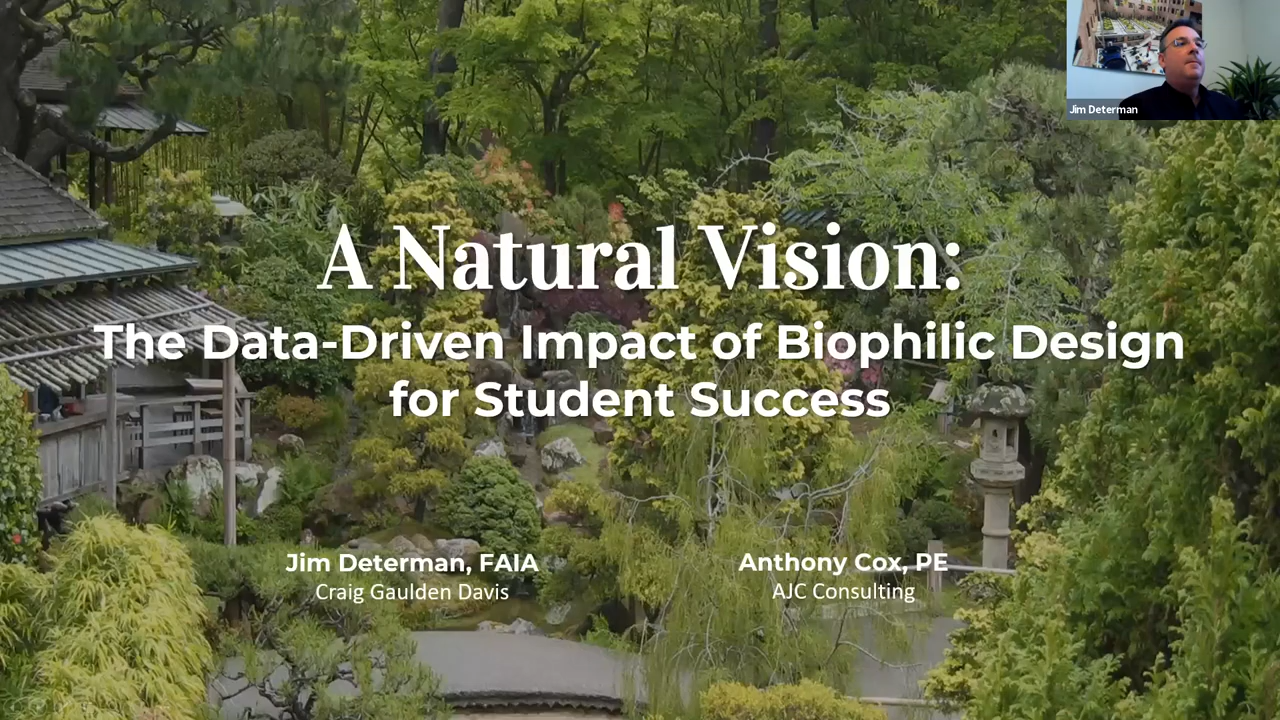 Jim Determan
A Natural Vision:
The Data-Driven Impact of Biophilic Design
for Student Success
Jim Determan, FAIA
Craig Gaulden Davis
Anthony Cox, PE
AJC Consulting